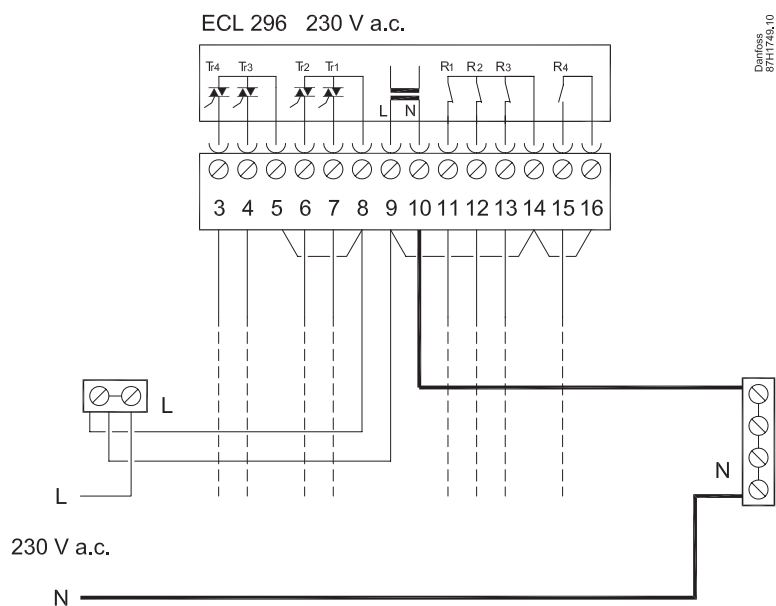 ECL 296 230 V a.c.
Danfoss
87H1749.10
Tr4 Tr3 Tr2 Tr1 R1 R2 R3 R4
L N
3 4 5 6 7 8 9 10 11 12 13 14 15 16
L
N
L
230 V a.c.
N